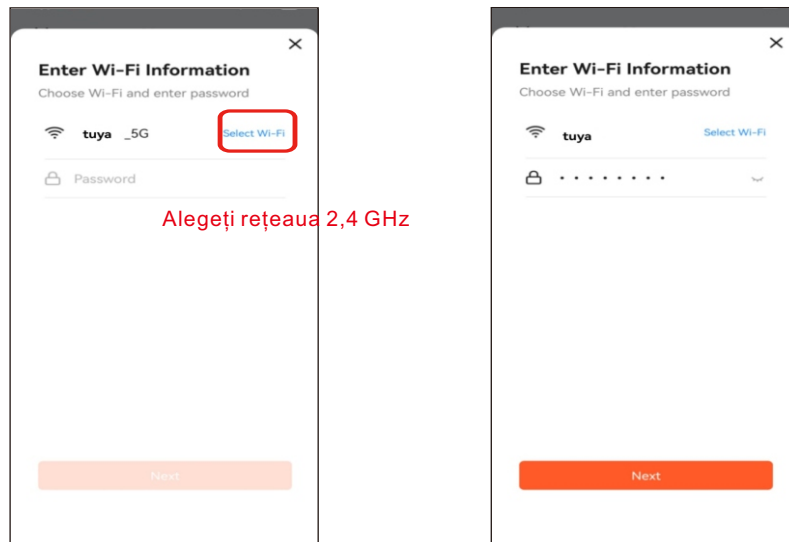 Enter Wi-Fi Information
Choose Wi-Fi and enter password
tuya _5G Select Wi-Fi
Password
Alegeți rețeaua 2,4 GHz
Next
Enter Wi-Fi Information
Choose Wi-Fi and enter password
tuya Select Wi-Fi
Next